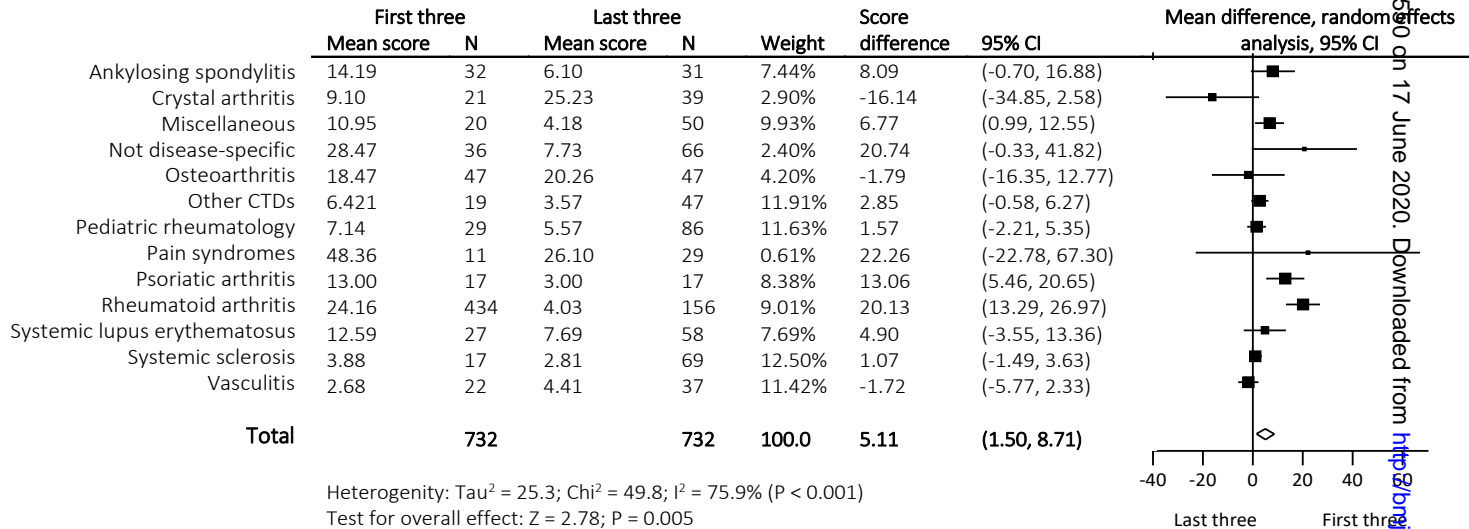 First three Last three Score Mean difference, random effects
Mean score N Mean score N Weight difference 95% CI analysis, 95% CI
Ankylosing spondylitis 14.19 32 6.10 31 7.44% 8.09 (-0.70, 16.88)
Crystal arthritis 9.10 21 25.23 39 2.90% -16.14 (-34.85, 2.58)
Miscellaneous 10.95 20 4.18 50 9.93% 6.77 (0.99, 12.55)
Not disease-specific 28.47 36 7.73 66 2.40% 20.74 (-0.33, 41.82)
Osteoarthritis 18.47 47 20.26 47 4.20% -1.79 (-16.35, 12.77)
Other CTDs 6.421 19 3.57 47 11.91% 2.85 (-0.58, 6.27)
Pediatric rheumatology 7.14 29 5.57 86 11.63% 1.57 (-2.21, 5.35)
Pain syndromes 48.36 11 26.10 29 0.61% 22.26 (-22.78, 67.30)
Psoriatic arthritis 13.00 17 3.00 17 8.38% 13.06 (5.46, 20.65)
Rheumatoid arthritis 24.16 434 4.03 156 9.01% 20.13 (13.29, 26.97)
Systemic lupus erythematosus 12.59 27 7.69 58 7.69% 4.90 (-3.55, 13.36)
Systemic sclerosis 3.88 17 2.81 69 12.50% 1.07 (-1.49, 3.63)
Vasculitis 2.68 22 4.41 37 11.42% -1.72 (-5.77, 2.33)
Total 732 732 100.0 5.11 (1.50, 8.71)
-40 -20 0 20 40 60
Heterogenity: Tau² = 25.3; Chi² = 49.8; I² = 75.9% (P < 0.001)
Test for overall effect: Z = 2.78; P = 0.005
Last three First three
on 17 June 2020. Downloaded from